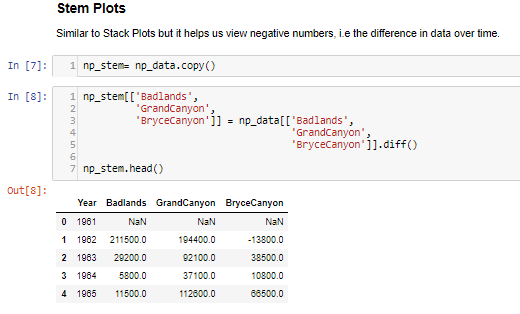 Stem Plots
Similar to Stack Plots but it helps us view negative numbers, i.e the difference in data over time.
In [7]: 1 np_stem= np_data.copy()
In [8]: 1 np_stem[['Badlands',
2 'GrandCanyon',
3 'BryceCanyon']] = np_data[['Badlands',
4 'GrandCanyon',
5 'BryceCanyon']].diff()
6
7 np_stem.head()
Out[8]:
Year Badlands GrandCanyon BryceCanyon
0 1961 NaN NaN NaN
1 1962 211500.0 194400.0 -13800.0
2 1963 29200.0 92100.0 38500.0
3 1964 5800.0 37100.0 10800.0
4 1965 11500.0 112600.0 66500.0